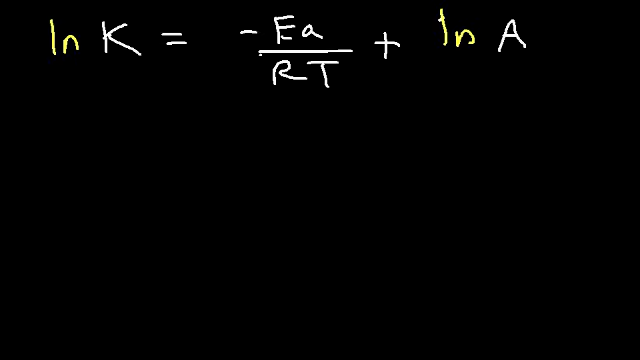 ln K = -Ea/RT + ln A